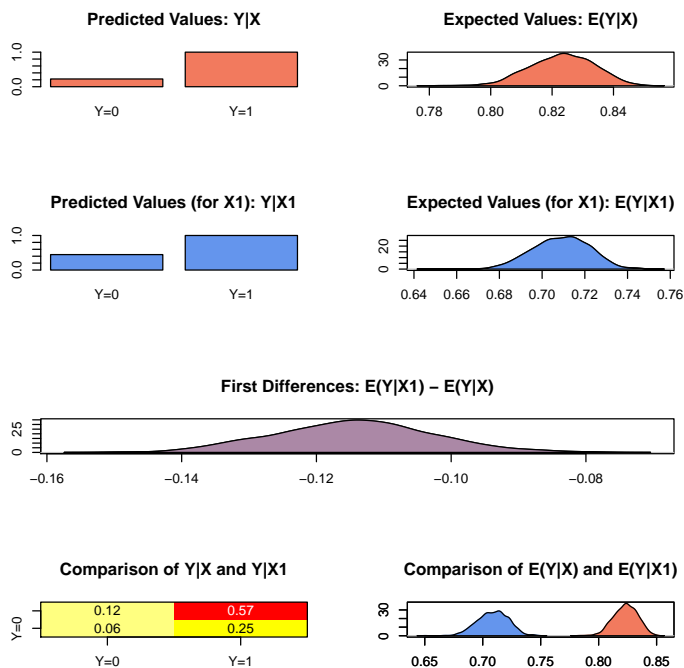 Predicted Values: Y|X
Expected Values: E(Y|X)
0.0 1.0
Y=0 Y=1
0 30
0.78 0.80 0.82 0.84
Predicted Values (for X1): Y|X1
Expected Values (for X1): E(Y|X1)
0.0 1.0
Y=0 Y=1
0 20
0.64 0.66 0.68 0.70 0.72 0.74 0.76
First Differences: E(Y|X1) − E(Y|X)
0 25
−0.16 −0.14 −0.12 −0.10 −0.08
Comparison of Y|X and Y|X1
Comparison of E(Y|X) and E(Y|X1)
Y=0
0.12 0.57
0.06 0.25
Y=0 Y=1
0 30
0.65 0.70 0.80 0.85